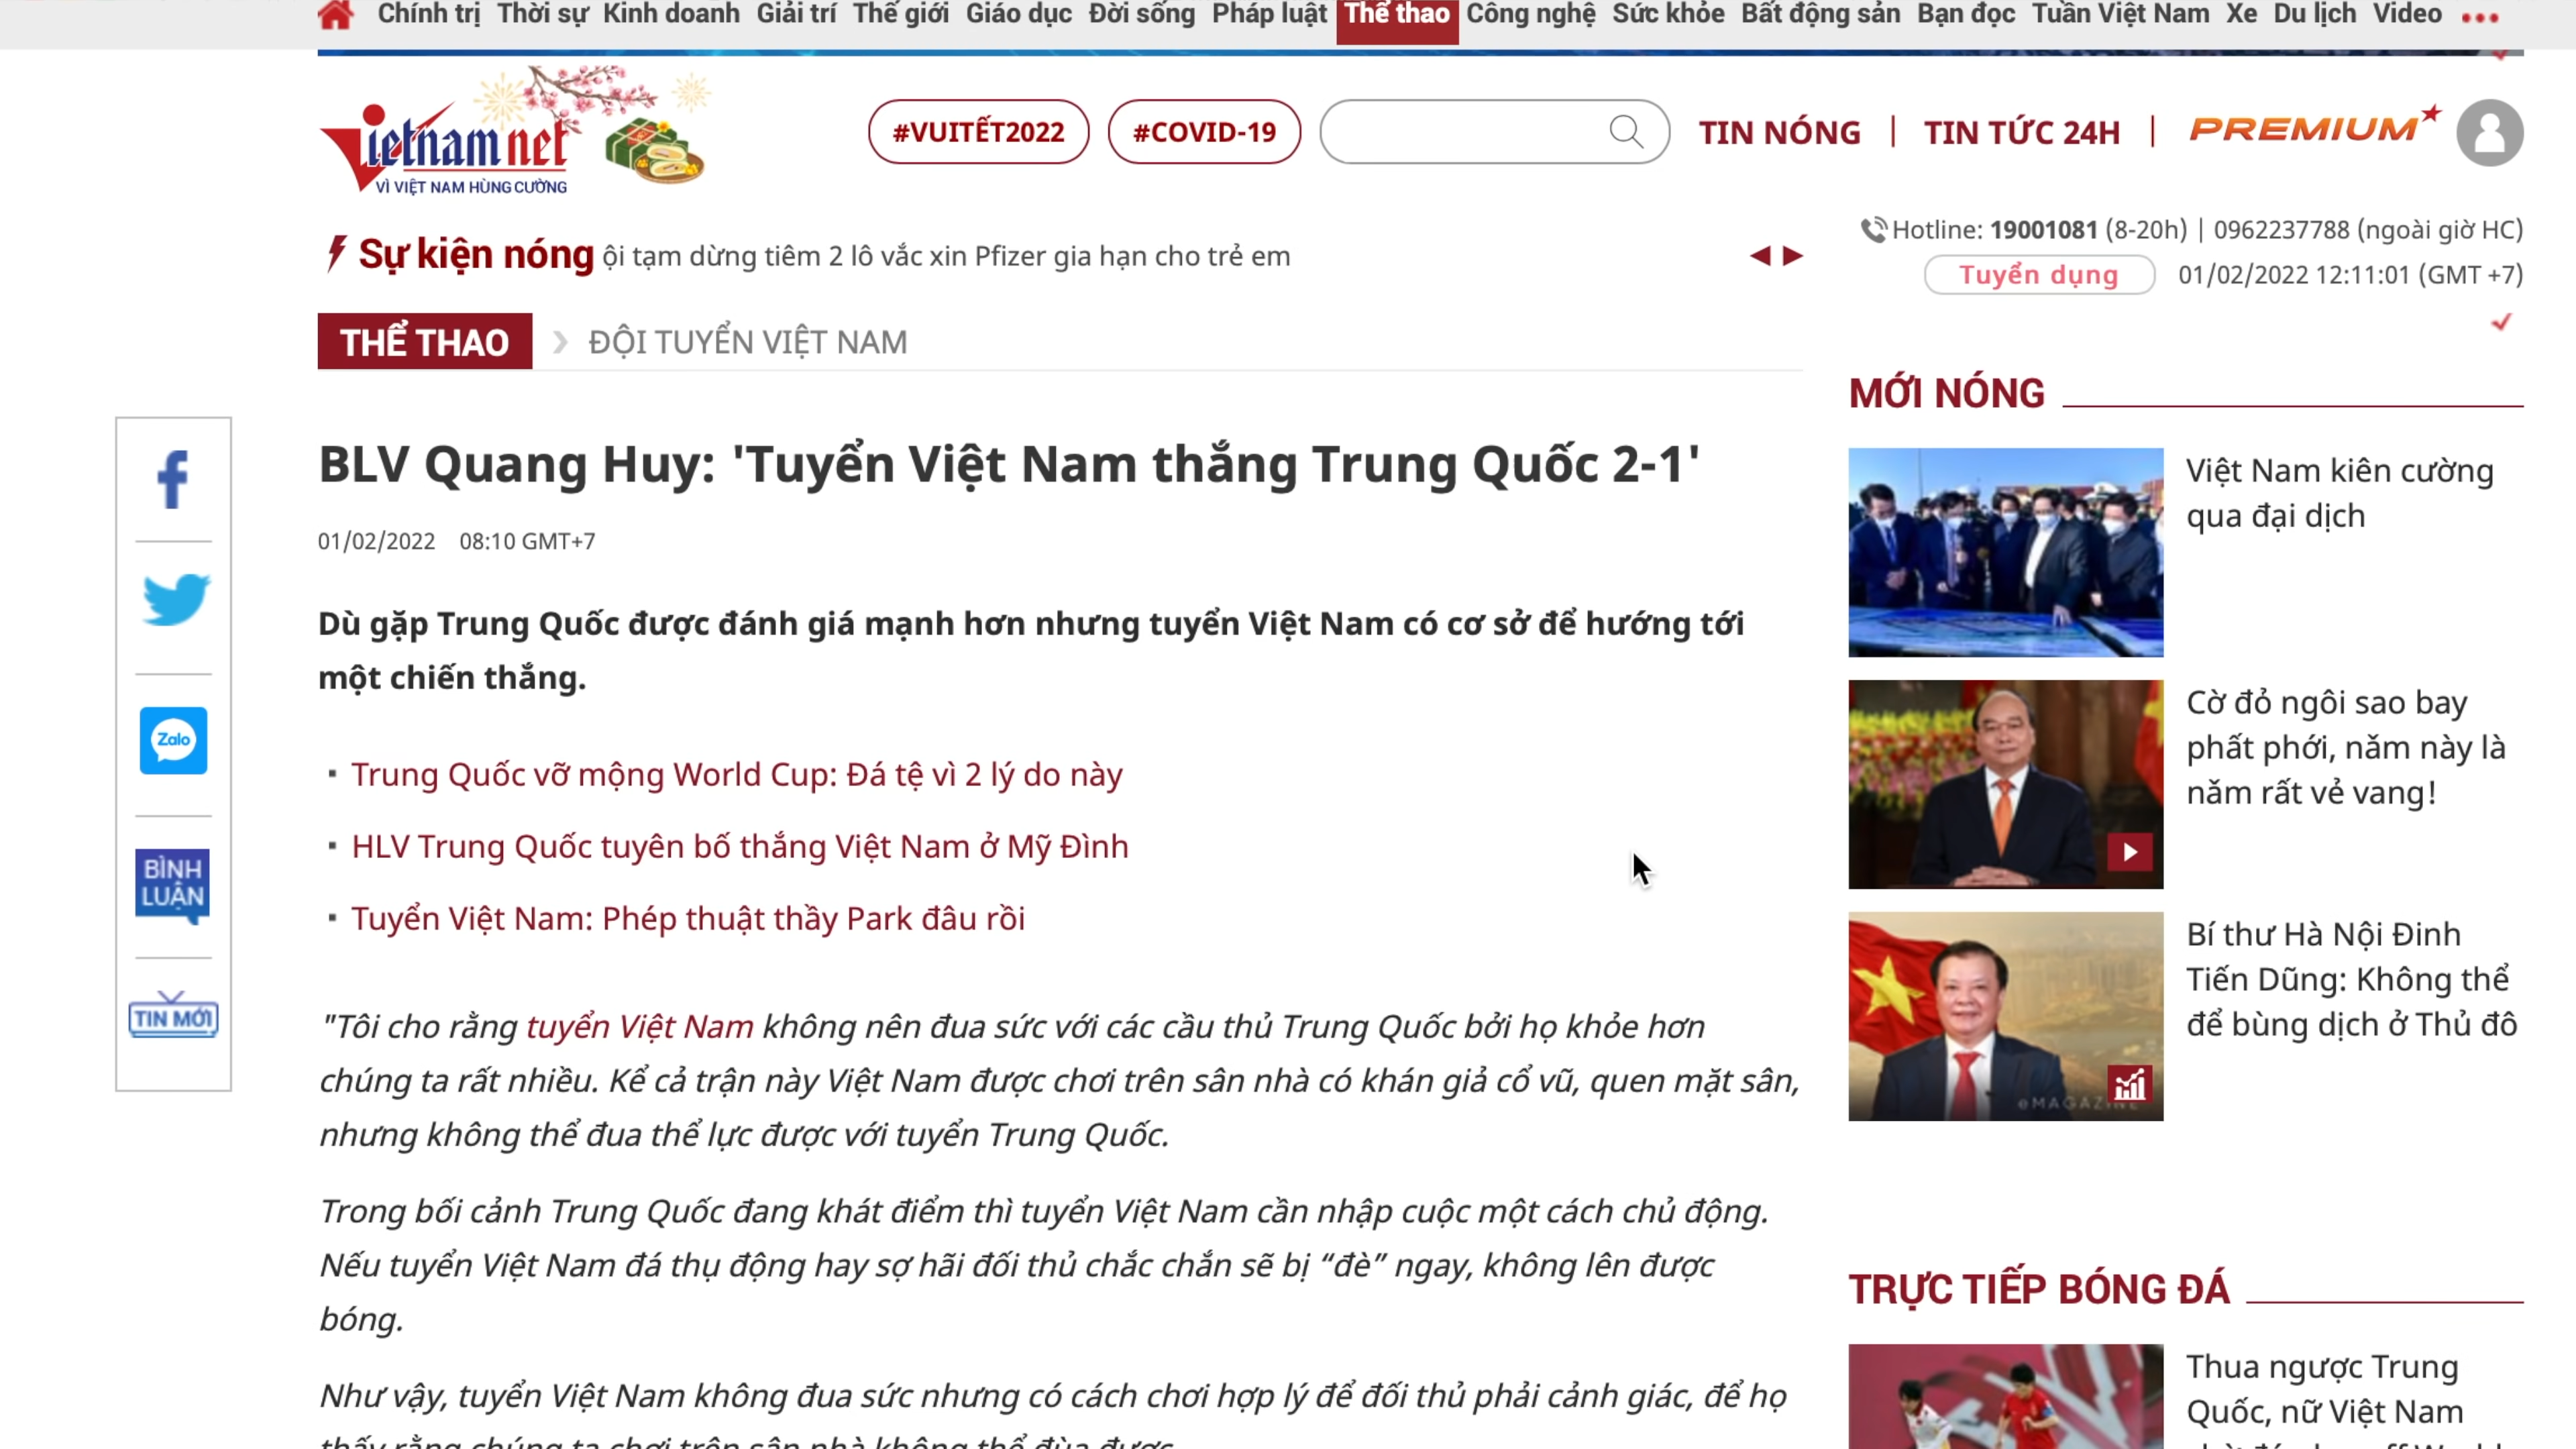 Chính trị Thời sự Kinh doanh Giải trí Thế giới Giáo dục Đời sống Pháp luật Thể thao Công nghệ Sức khỏe Bất động sản Bạn đọc Tuần Việt Nam Xe Du lịch Video
Vietnamnet
VÌ VIỆT NAM HÙNG CƯỜNG
#VUITẾT2022
#COVID-19
TIN NÓNG | TIN TỨC 24H | PREMIUM
Sự kiện nóng ội tạm dừng tiêm 2 lô vắc xin Pfizer gia hạn cho trẻ em
Hotline: 19001081 (8-20h) | 0962237788 (ngoài giờ HC)
Tuyển dụng 01/02/2022 12:11:01 (GMT +7)
THỂ THAO ĐỘI TUYỂN VIỆT NAM
BLV Quang Huy: 'Tuyển Việt Nam thắng Trung Quốc 2-1'
01/02/2022 08:10 GMT+7
Dù gặp Trung Quốc được đánh giá mạnh hơn nhưng tuyển Việt Nam có cơ sở để hướng tới
một chiến thắng.
▪ Trung Quốc vỡ mộng World Cup: Đá tệ vì 2 lý do này
▪ HLV Trung Quốc tuyên bố thắng Việt Nam ở Mỹ Đình
▪ Tuyển Việt Nam: Phép thuật thầy Park đâu rồi
"Tôi cho rằng tuyển Việt Nam không nên đua sức với các cầu thủ Trung Quốc bởi họ khỏe hơn
chúng ta rất nhiều. Kể cả trận này Việt Nam được chơi trên sân nhà có khán giả cổ vũ, quen mặt sân,
nhưng không thể đua thể lực được với tuyển Trung Quốc.
Trong bối cảnh Trung Quốc đang khát điểm thì tuyển Việt Nam cần nhập cuộc một cách chủ động.
Nếu tuyển Việt Nam đá thụ động hay sợ hãi đối thủ chắc chắn sẽ bị “đè” ngay, không lên được
bóng.
Như vậy, tuyển Việt Nam không đua sức nhưng có cách chơi hợp lý để đối thủ phải cảnh giác, để họ
thấy rằng chúng ta chơi trên sân nhà không thể đùa được.
Zalo
BÌNH
LUẬN
TIN MỚI
MỚI NÓNG
Việt Nam kiên cường
qua đại dịch
Cờ đỏ ngôi sao bay
phất phới, năm này là
năm rất vẻ vang!
Bí thư Hà Nội Đinh
Tiến Dũng: Không thể
để bùng dịch ở Thủ đô
eMAGAZINE
TRỰC TIẾP BÓNG ĐÁ
Thua ngược Trung
Quốc, nữ Việt Nam